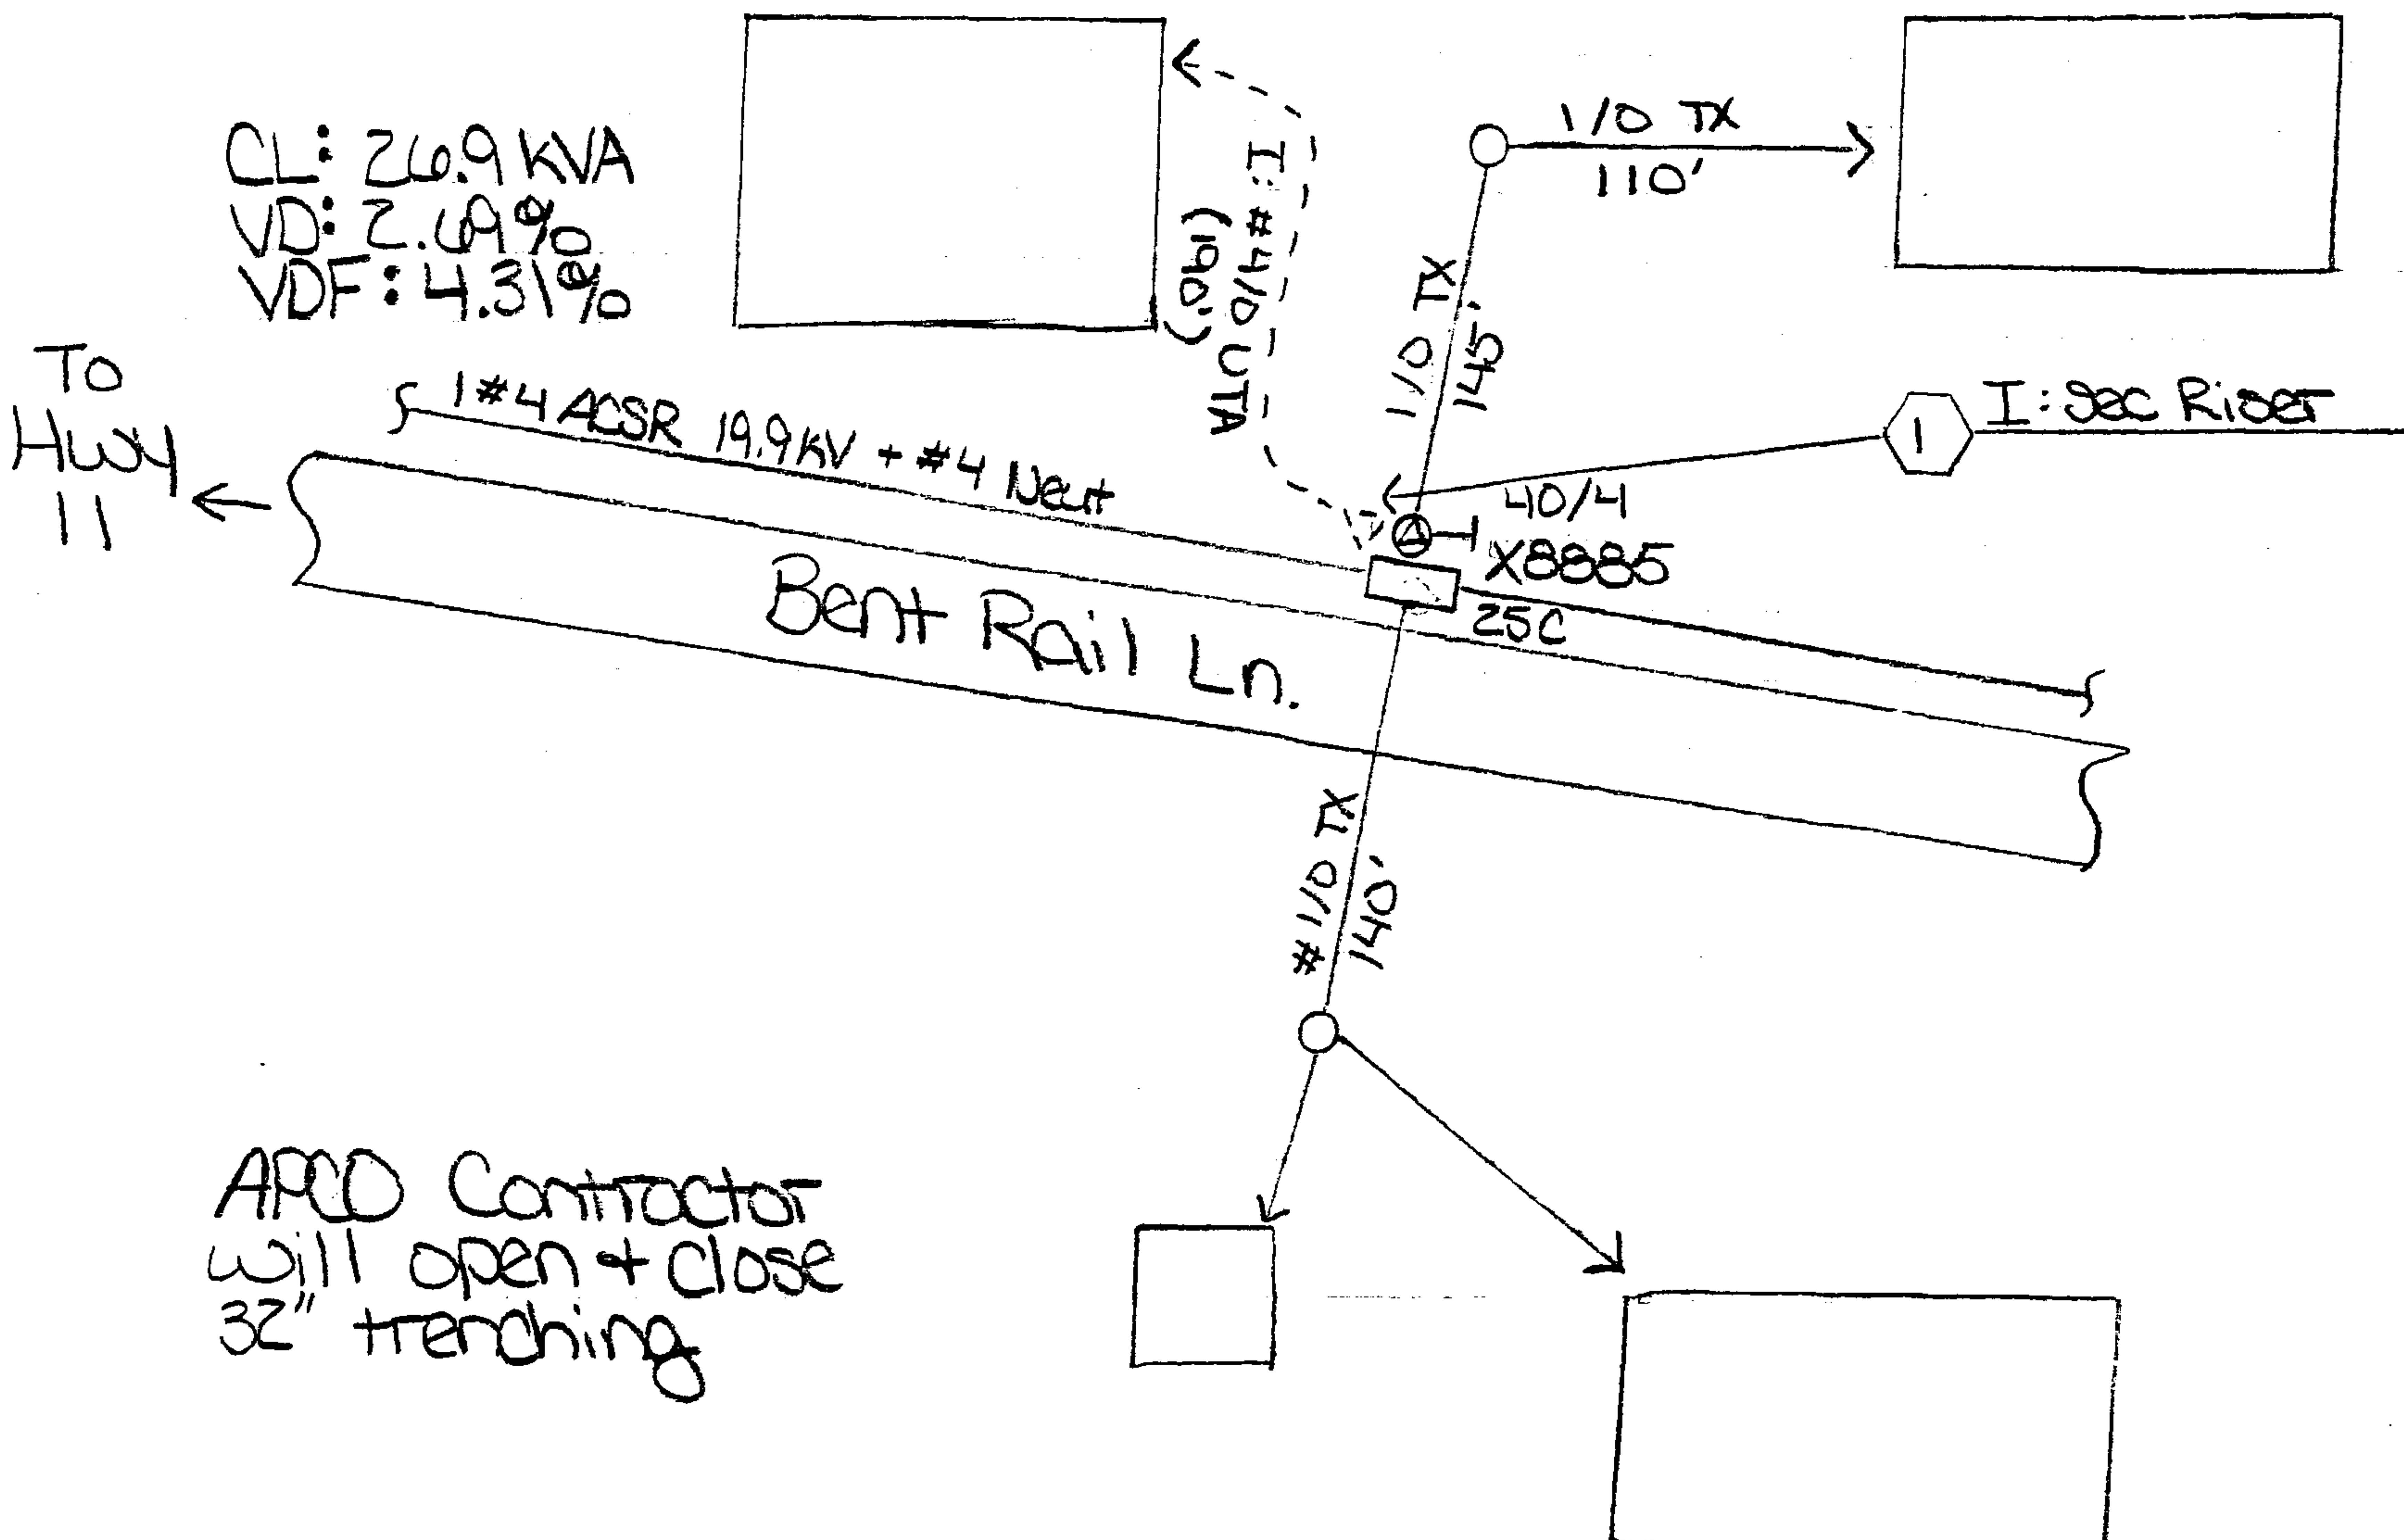 CL: 26.9 KVA
VD: 2.69%
VDF: 4.31%
To
Hwy
11
1#4 ACSR 19.9KV + #4 Neut
Bent Rail Ln.
I: #4/0 UTA
(190')
1/0 TX
110'
1/0 TX
145'
1
I: Sec Riser
40/4
X8885
25C
#1/0 TX
140'
APCO Contractor
will open + close
32" trenching